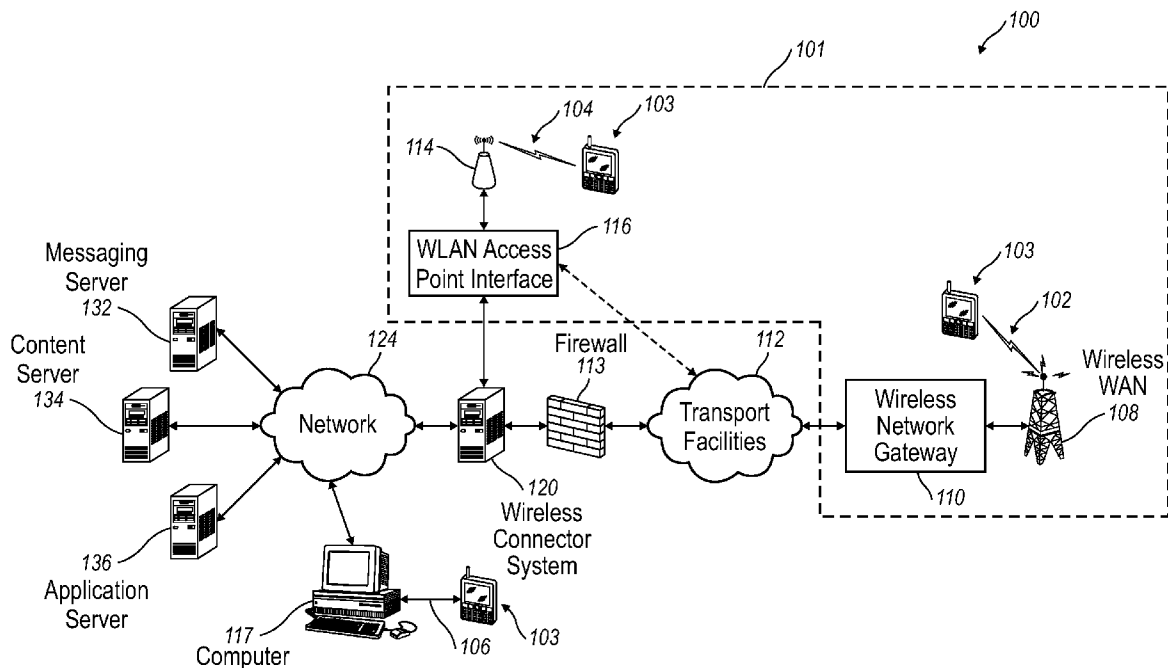 100
101
104
103
114
116
WLAN Access
Point Interface
103
102
Wireless
WAN
108
Messaging
Server
132
Content
Server
134
136
Application
Server
124
Network
Firewall
113
112
Transport
Facilities
Wireless
Network
Gateway
110
120
Wireless
Connector
System
117
Computer
106
103